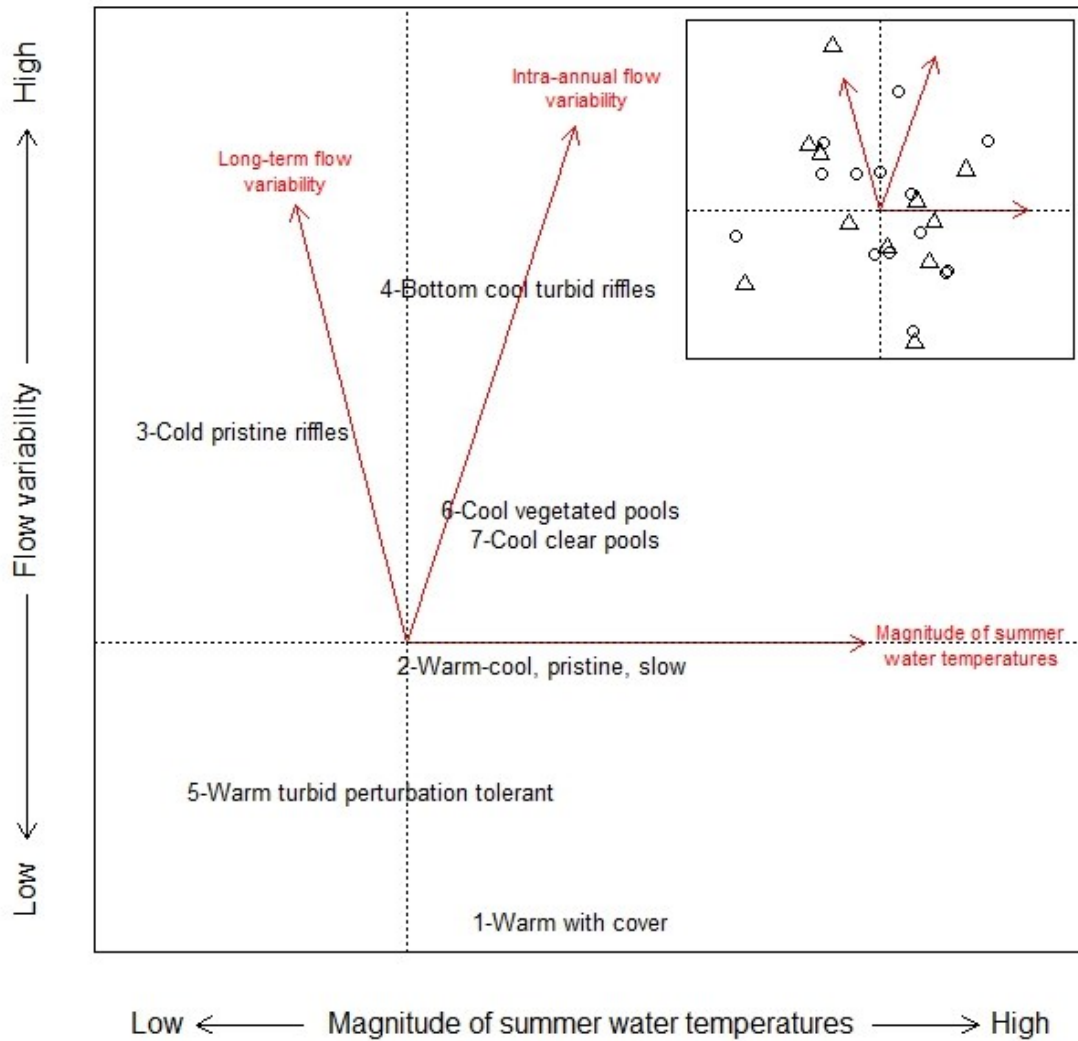 High
Flow variability
Low
Intra-annual flow
variability
Long-term flow
variability
4-Bottom cool turbid riffles
3-Cold pristine riffles
6-Cool vegetated pools
7-Cool clear pools
Magnitude of summer
water temperatures
2-Warm-cool, pristine, slow
5-Warm turbid perturbation tolerant
1-Warm with cover
Low
Magnitude of summer water temperatures
High